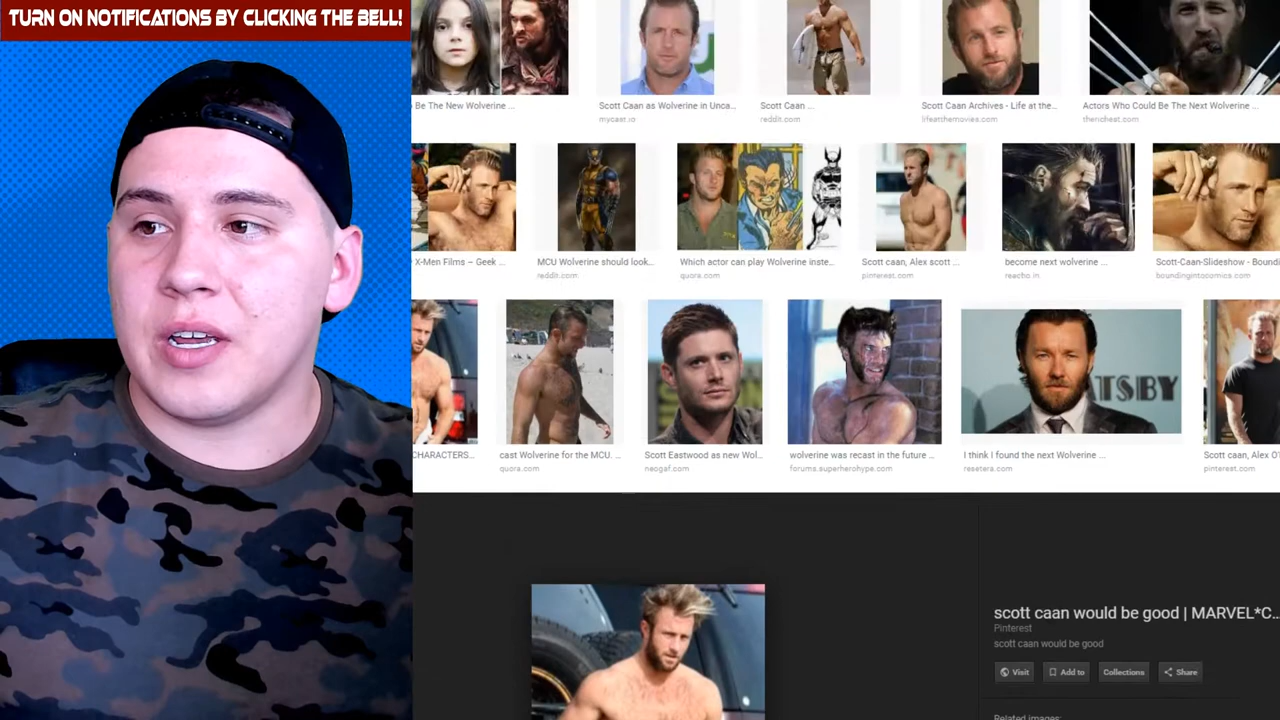 TURN ON NOTIFICATIONS BY CLICKING THE BELL!
Be The New Wolverine ...
Scott Caan as Wolverine in Unca...
mycast.io
Scott Caan ...
reddit.com
Scott Caan Archives - Life at the...
lifeatthemovies.com
Actors Who Could Be The Next Wolverine ...
therichest.com
X-Men Films – Geek ...
MCU Wolverine should look...
reddit.com
Which actor can play Wolverine inste...
quora.com
Scott caan, Alex scott ...
pinterest.com
become next wolverine ...
reacho.in
Scott-Caan-Slideshow - Boundi
boundingintocomics.com
CHARACTERS...
cast Wolverine for the MCU. ...
quora.com
Scott Eastwood as new Wol...
neogaf.com
wolverine was recast in the future ...
forums.superherohype.com
ATSBY
I think I found the next Wolverine ...
resetera.com
Scott caan, Alex O'
pinterest.com
scott caan would be good | MARVEL*C...
Pinterest
scott caan would be good
Visit
Add to
Collections
Share
Related images: